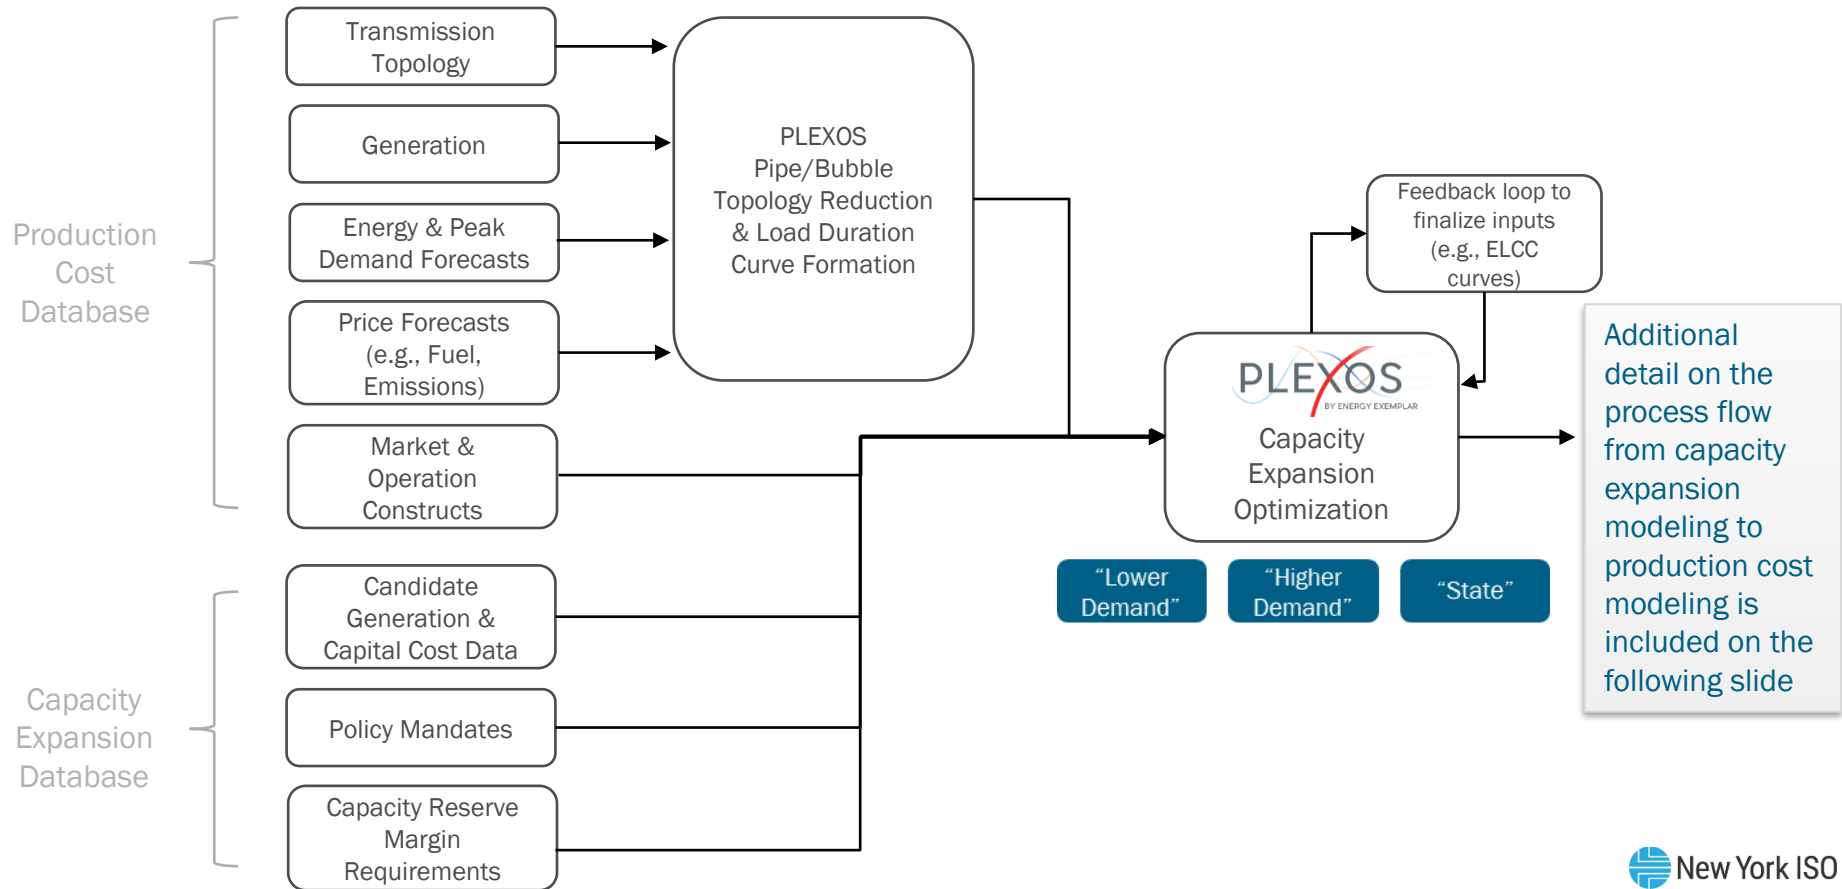 Production
Cost
Database
Transmission
Topology
Generation
Energy & Peak
Demand Forecasts
Price Forecasts
(e.g., Fuel,
Emissions)
Market &
Operation
Constructs
Capacity
Expansion
Database
Candidate
Generation &
Capital Cost Data
Policy Mandates
Capacity Reserve
Margin
Requirements
PLEXOS
Pipe/Bubble
Topology Reduction
& Load Duration
Curve Formation
Feedback loop to
finalize inputs
(e.g., ELCC
curves)
PLEXOS
BY ENERGY EXEMPLAR
Capacity
Expansion
Optimization
“Lower
Demand”
“Higher
Demand”
“State”
Additional
detail on the
process flow
from capacity
expansion
modeling to
production cost
modeling is
included on the
following slide
New York ISO